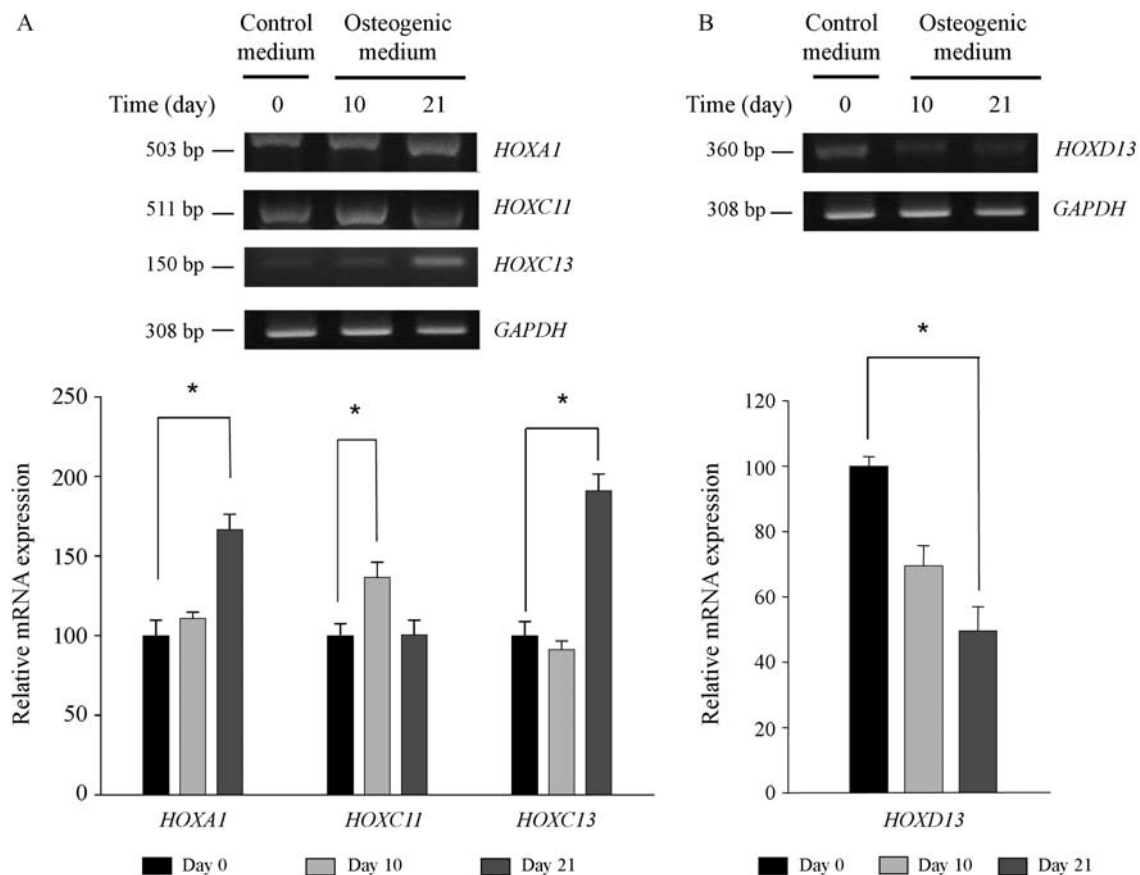 A
Control medium
Osteogenic medium
Time (day) 0 10 21
503 bp HOXA1
511 bp HOXC11
150 bp HOXC13
308 bp GAPDH
Relative mRNA expression
250
200
150
100
50
0
*
*
*
HOXA1 HOXC11 HOXC13
Day 0 Day 10 Day 21
B
Control medium
Osteogenic medium
Time (day) 0 10 21
360 bp HOXD13
308 bp GAPDH
Relative mRNA expression
120
100
80
60
40
20
0
*
HOXD13
Day 0 Day 10 Day 21